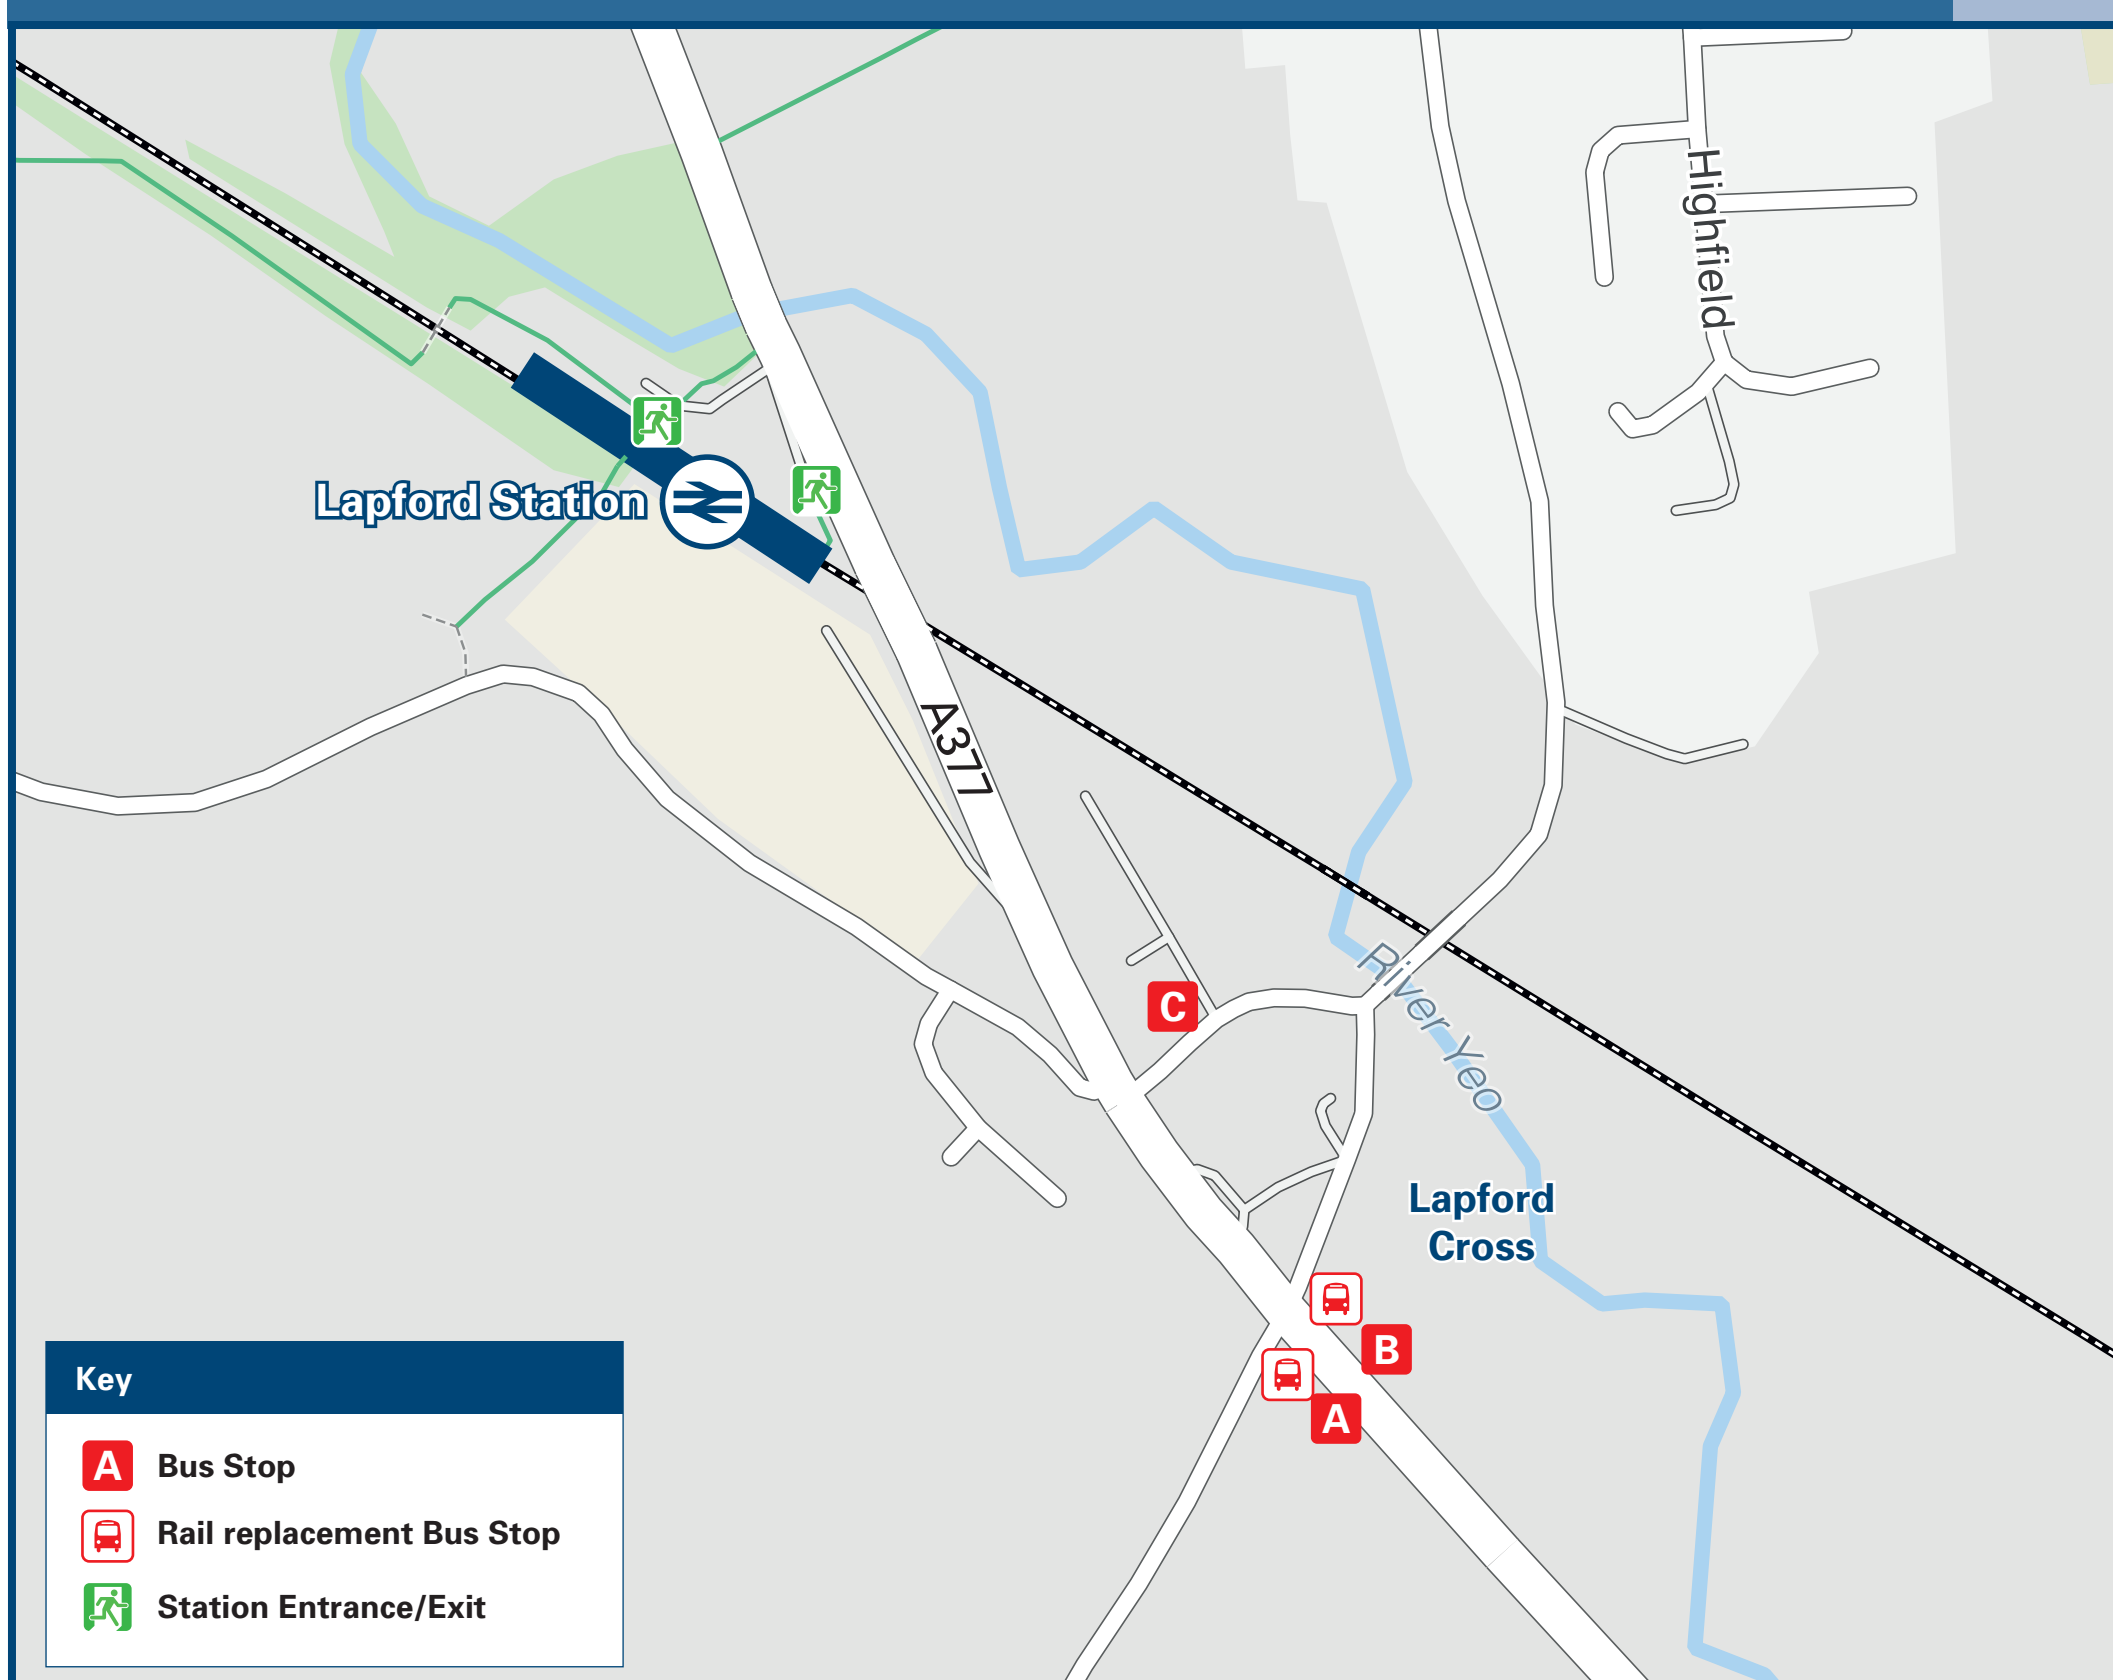 Highfield
Lapford Station
A377
C
River Yeo
Lapford
Cross
B
A
Key
A Bus Stop
Rail replacement Bus Stop
Station Entrance/Exit